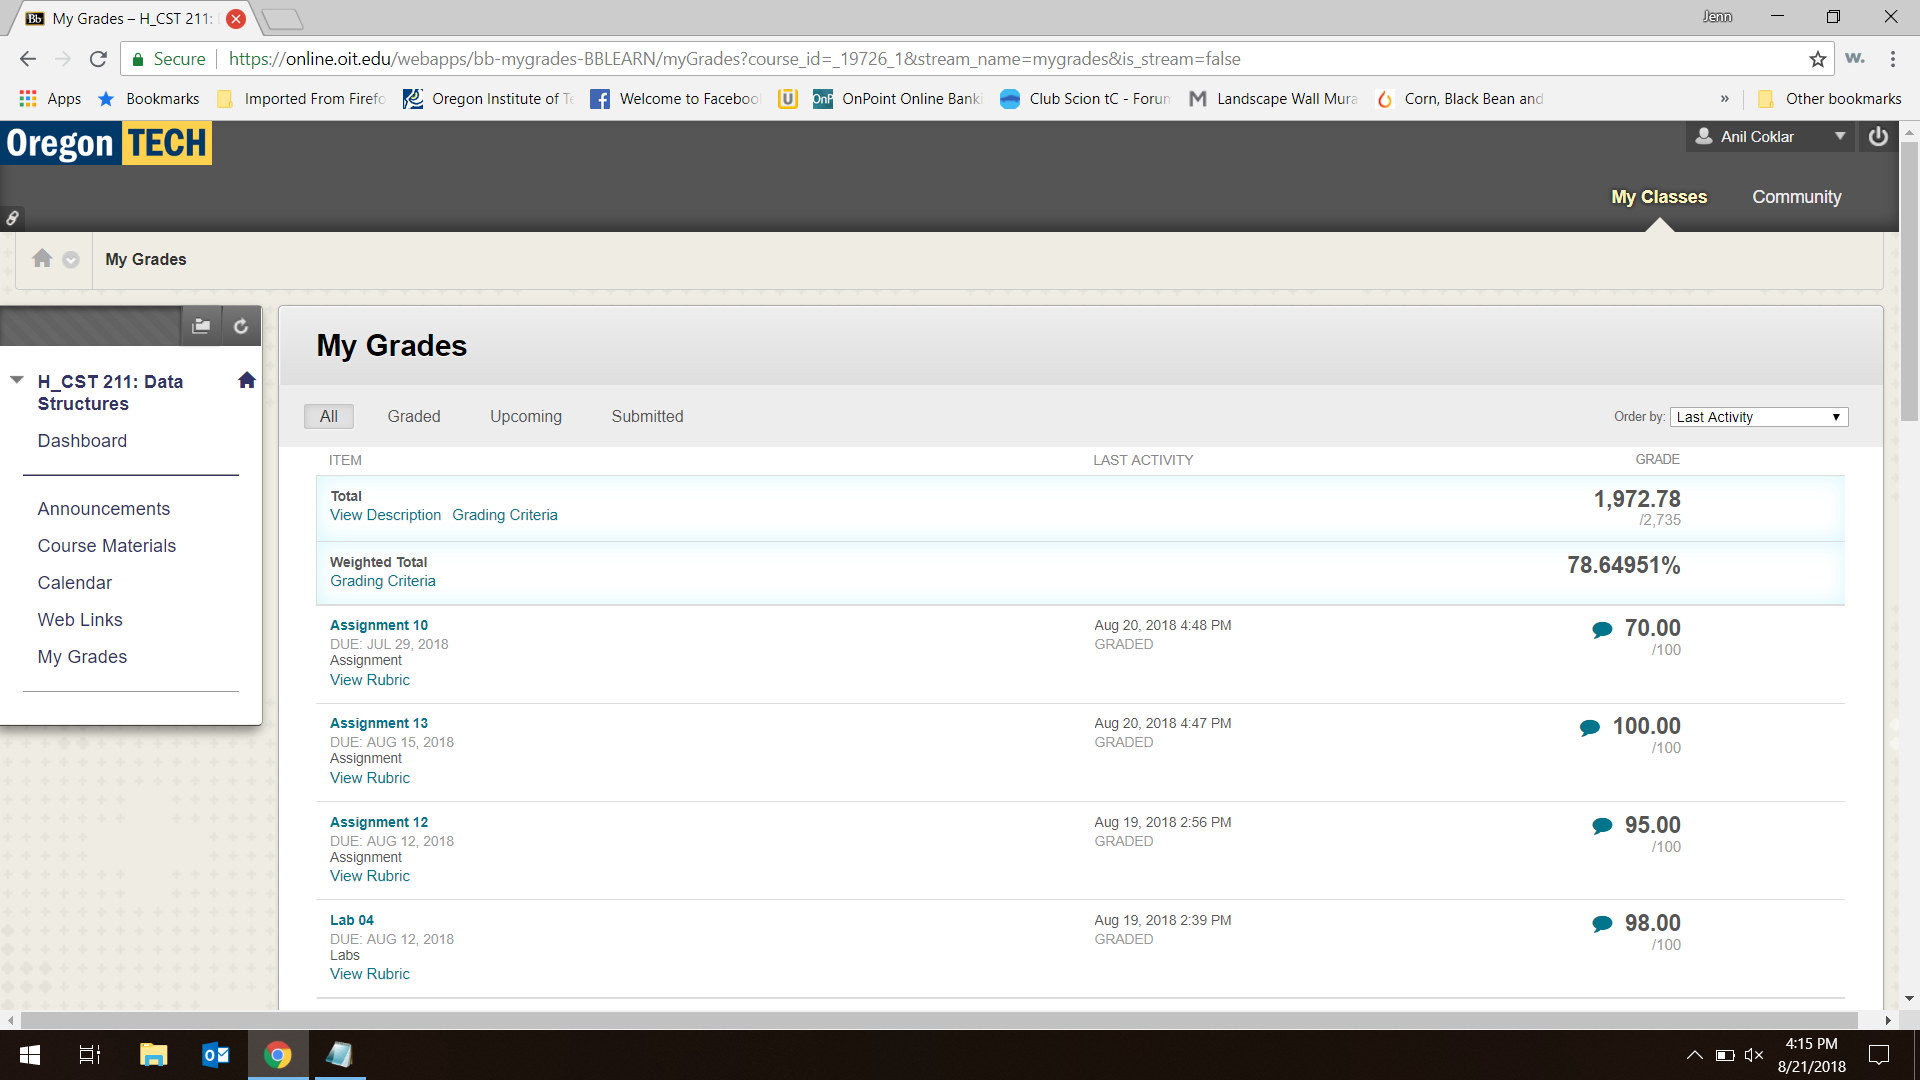 My Grades – H_CST 211:
Jenn
Secure
https://online.oit.edu/webapps/bb-mygrades-BBLEARN/myGrades?course_id=_19726_1&stream_name=mygrades&is_stream=false
w.
Apps Bookmarks Imported From Firefo Oregon Institute of Te Welcome to Faceboo OnPoint Online Banki Club Scion tC - Forum Landscape Wall Mura Corn, Black Bean and » Other bookmarks
Oregon TECH
Anil Coklar
My Classes Community
My Grades
H_CST 211: Data
Structures
Dashboard
Announcements
Course Materials
Calendar
Web Links
My Grades
My Grades
All Graded Upcoming Submitted
Order by: Last Activity
ITEM LAST ACTIVITY GRADE
Total 1,972.78
View Description Grading Criteria /2,735
Weighted Total 78.64951%
Grading Criteria
Assignment 10 Aug 20, 2018 4:48 PM 70.00
DUE: JUL 29, 2018 GRADED /100
Assignment
View Rubric
Assignment 13 Aug 20, 2018 4:47 PM 100.00
DUE: AUG 15, 2018 GRADED /100
Assignment
View Rubric
Assignment 12 Aug 19, 2018 2:56 PM 95.00
DUE: AUG 12, 2018 GRADED /100
Assignment
View Rubric
Lab 04 Aug 19, 2018 2:39 PM 98.00
DUE: AUG 12, 2018 GRADED /100
Labs
View Rubric
4:15 PM
8/21/2018